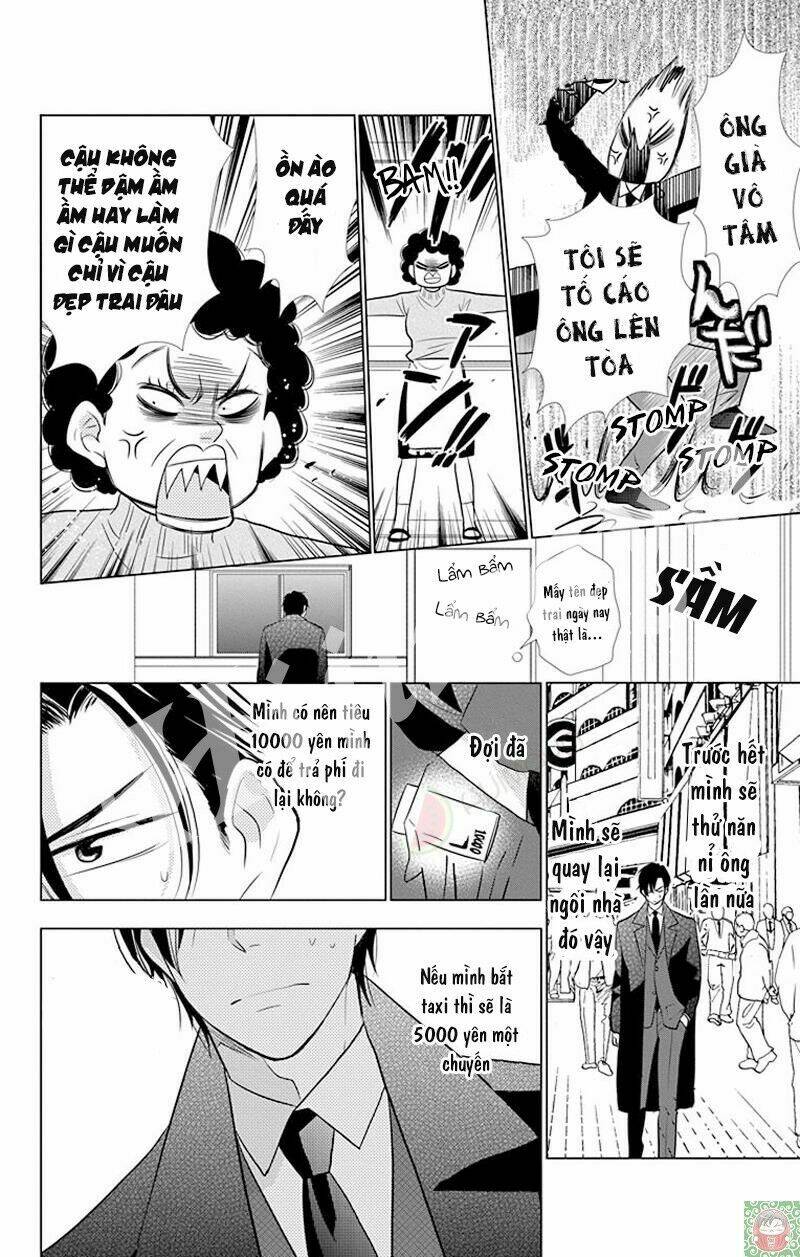 ÔNG
GIÀ
VÔ
TÂM
TÔI SẼ
TỐ CÁO
ÔNG LÊN
TÒA
んだ
STOMP
STOMP
STOMP
STOMP
BAM!!
ỒN ÀO
QUÁ
ĐẤY
CẬU KHÔNG
THỂ DẬM ẦM
ẦM HAY LÀM
GÌ CẬU MUỐN
CHỈ VÌ CẬU
ĐẸP TRAI ĐÂU
SẦM
Mấy tên đẹp
trai ngày nay
thật là...
LẨM BẨM
LẨM BẨM
Trước hết
mình sẽ
thử năn
nỉ ông
lần nữa
Mình sẽ
quay lại
ngôi nhà
đó vậy
Đợi đã
Mình có nên tiêu
10000 yên mình
có để trả phí đi
lại không?
Nếu mình bắt
taxi thì sẽ là
5000 yên một
chuyến